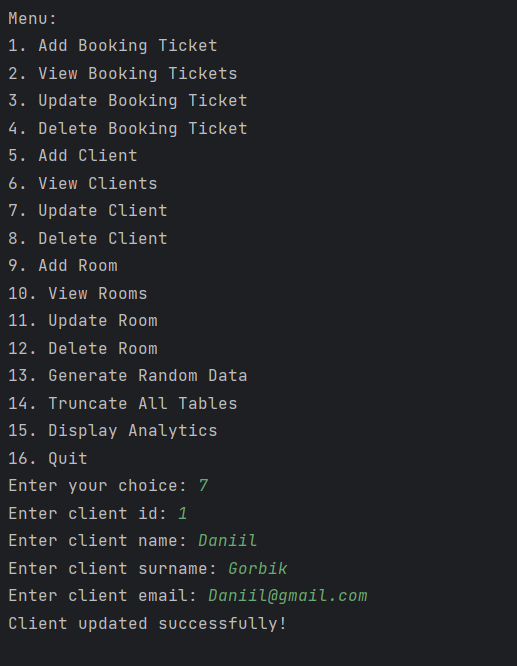 Menu:
1. Add Booking Ticket
2. View Booking Tickets
3. Update Booking Ticket
4. Delete Booking Ticket
5. Add Client
6. View Clients
7. Update Client
8. Delete Client
9. Add Room
10. View Rooms
11. Update Room
12. Delete Room
13. Generate Random Data
14. Truncate All Tables
15. Display Analytics
16. Quit
Enter your choice: 7
Enter client id: 1
Enter client name: Daniil
Enter client surname: Gorbik
Enter client email: Daniil@gmail.com
Client updated successfully!